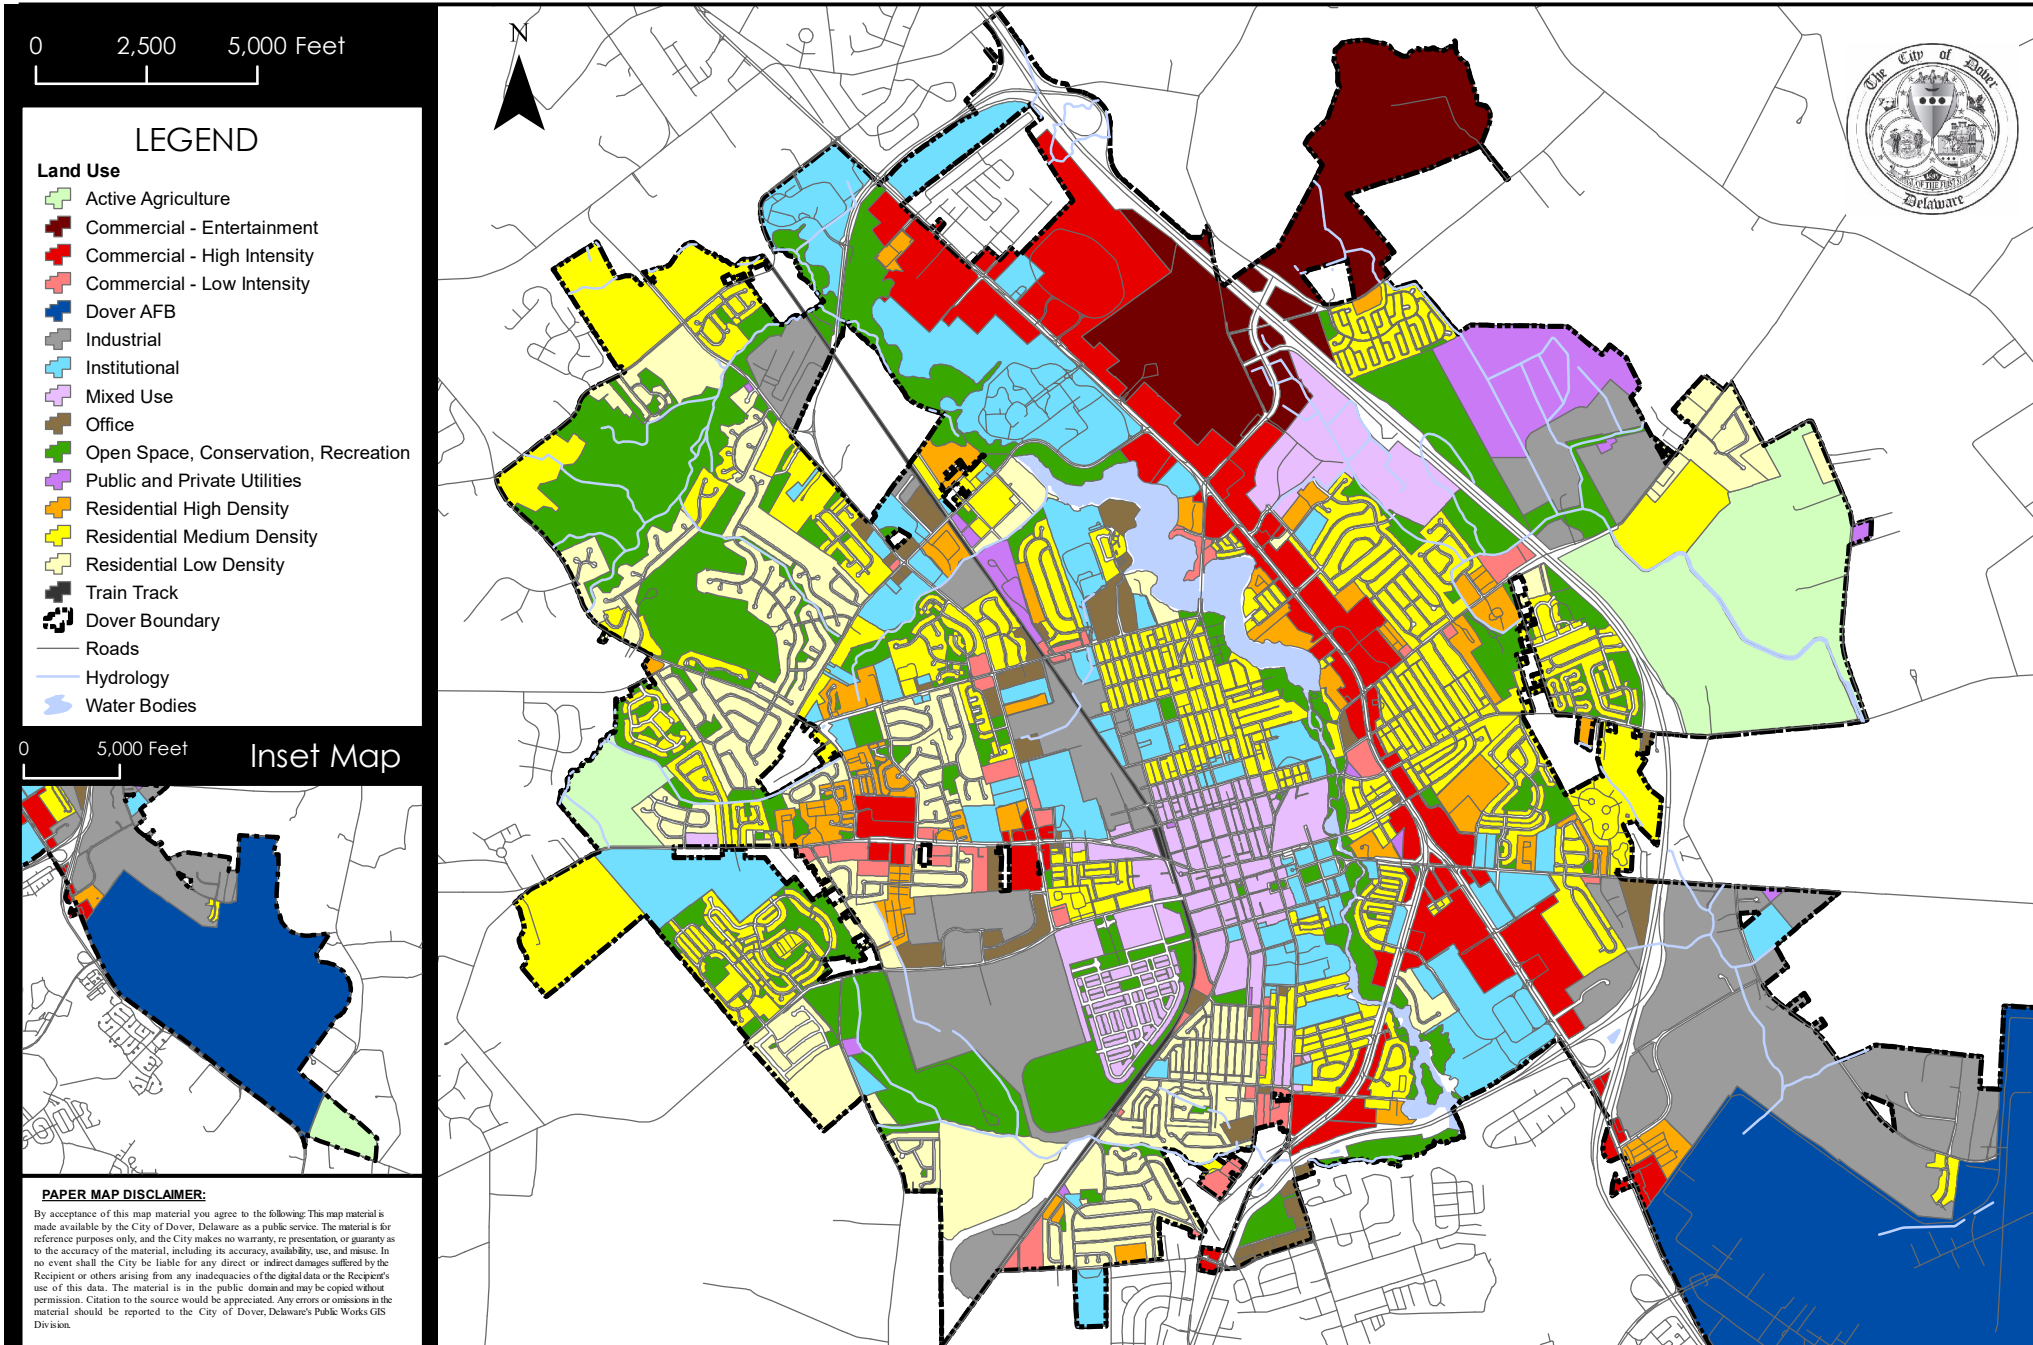 0 2,500 5,000 Feet
N
The City of Dover
Delaware
LEGEND
Land Use
Active Agriculture
Commercial - Entertainment
Commercial - High Intensity
Commercial - Low Intensity
Dover AFB
Industrial
Institutional
Mixed Use
Office
Open Space, Conservation, Recreation
Public and Private Utilities
Residential High Density
Residential Medium Density
Residential Low Density
Train Track
Dover Boundary
Roads
Hydrology
Water Bodies
0 5,000 Feet
Inset Map
PAPER MAP DISCLAIMER:
By acceptance of this map material you agree to the following: This map material is
made available by the City of Dover, Delaware as a public service. The material is for
reference purposes only, and the City makes no warranty, representation, or guaranty as
to the accuracy of the material, including its accuracy, availability, use, and misuse. In
no event shall the City be liable for any direct or indirect damages suffered by the
Recipient or others arising from any inadequacies of the digital data or the Recipient's
use of this data. The material is in the public domain and may be copied without
permission. Citation to the source would be appreciated. Any errors or omissions in the
material should be reported to the City of Dover, Delaware's Public Works GIS
Division.